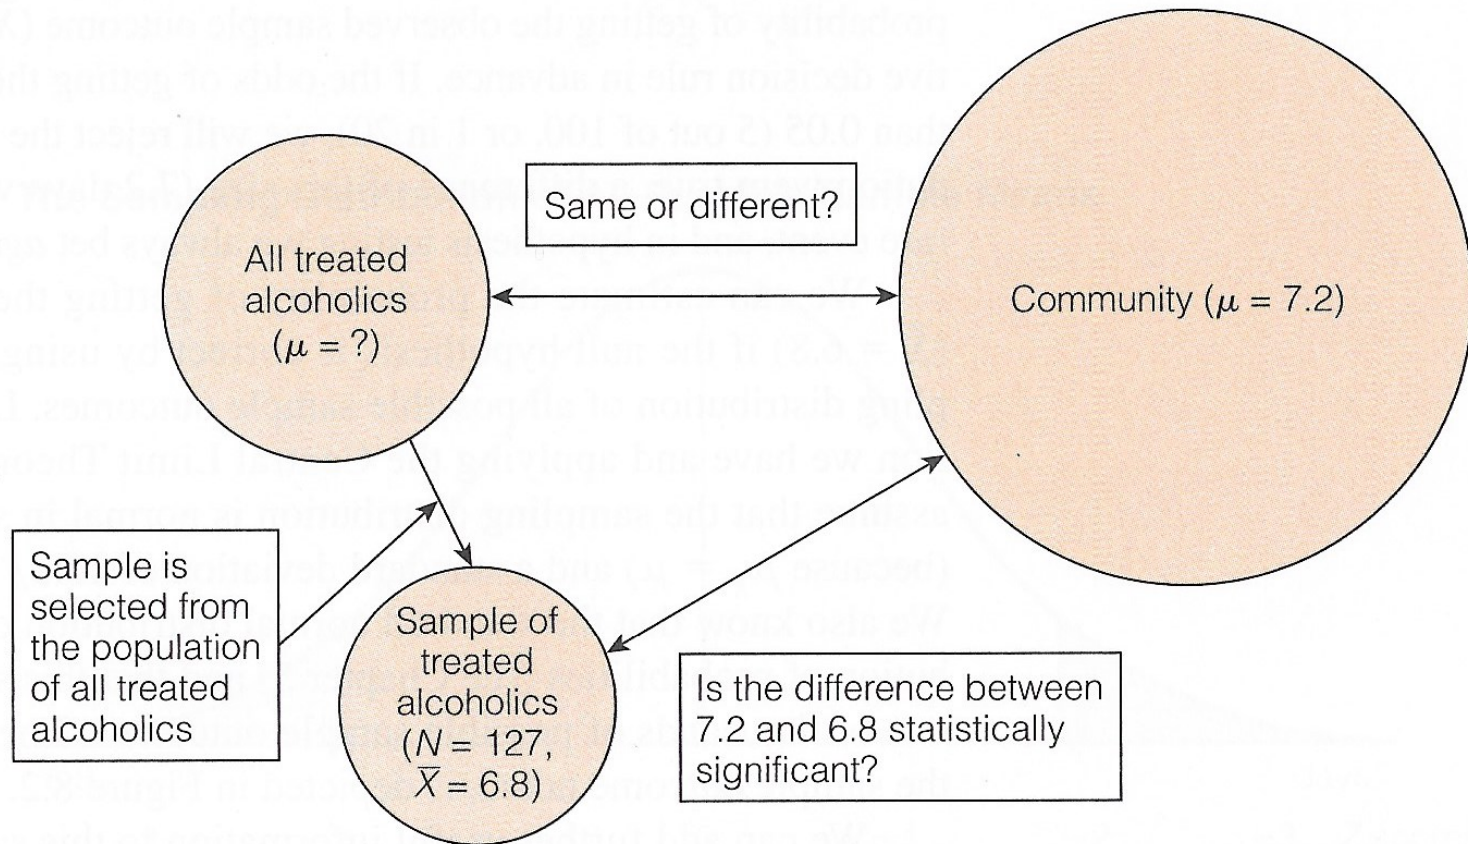 All treated
alcoholics
(μ = ?)
Same or different?
Community (μ = 7.2)
Sample is
selected from
the population
of all treated
alcoholics
Sample of
treated
alcoholics
(N = 127,
X̄ = 6.8)
Is the difference between
7.2 and 6.8 statistically
significant?